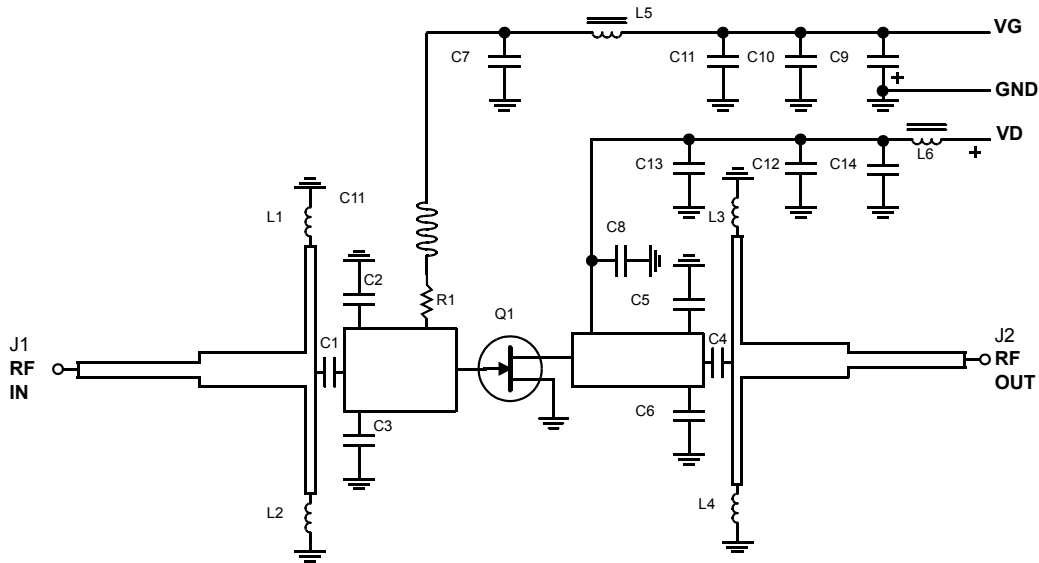 L5
VG
C7
C11
C10
C9
+
GND
VD
C13
C12
C14
L6
+
C11
L1
L3
C8
C2
C5
R1
Q1
J1
RF
IN
C1
C4
J2
RF
OUT
C3
C6
L2
L4